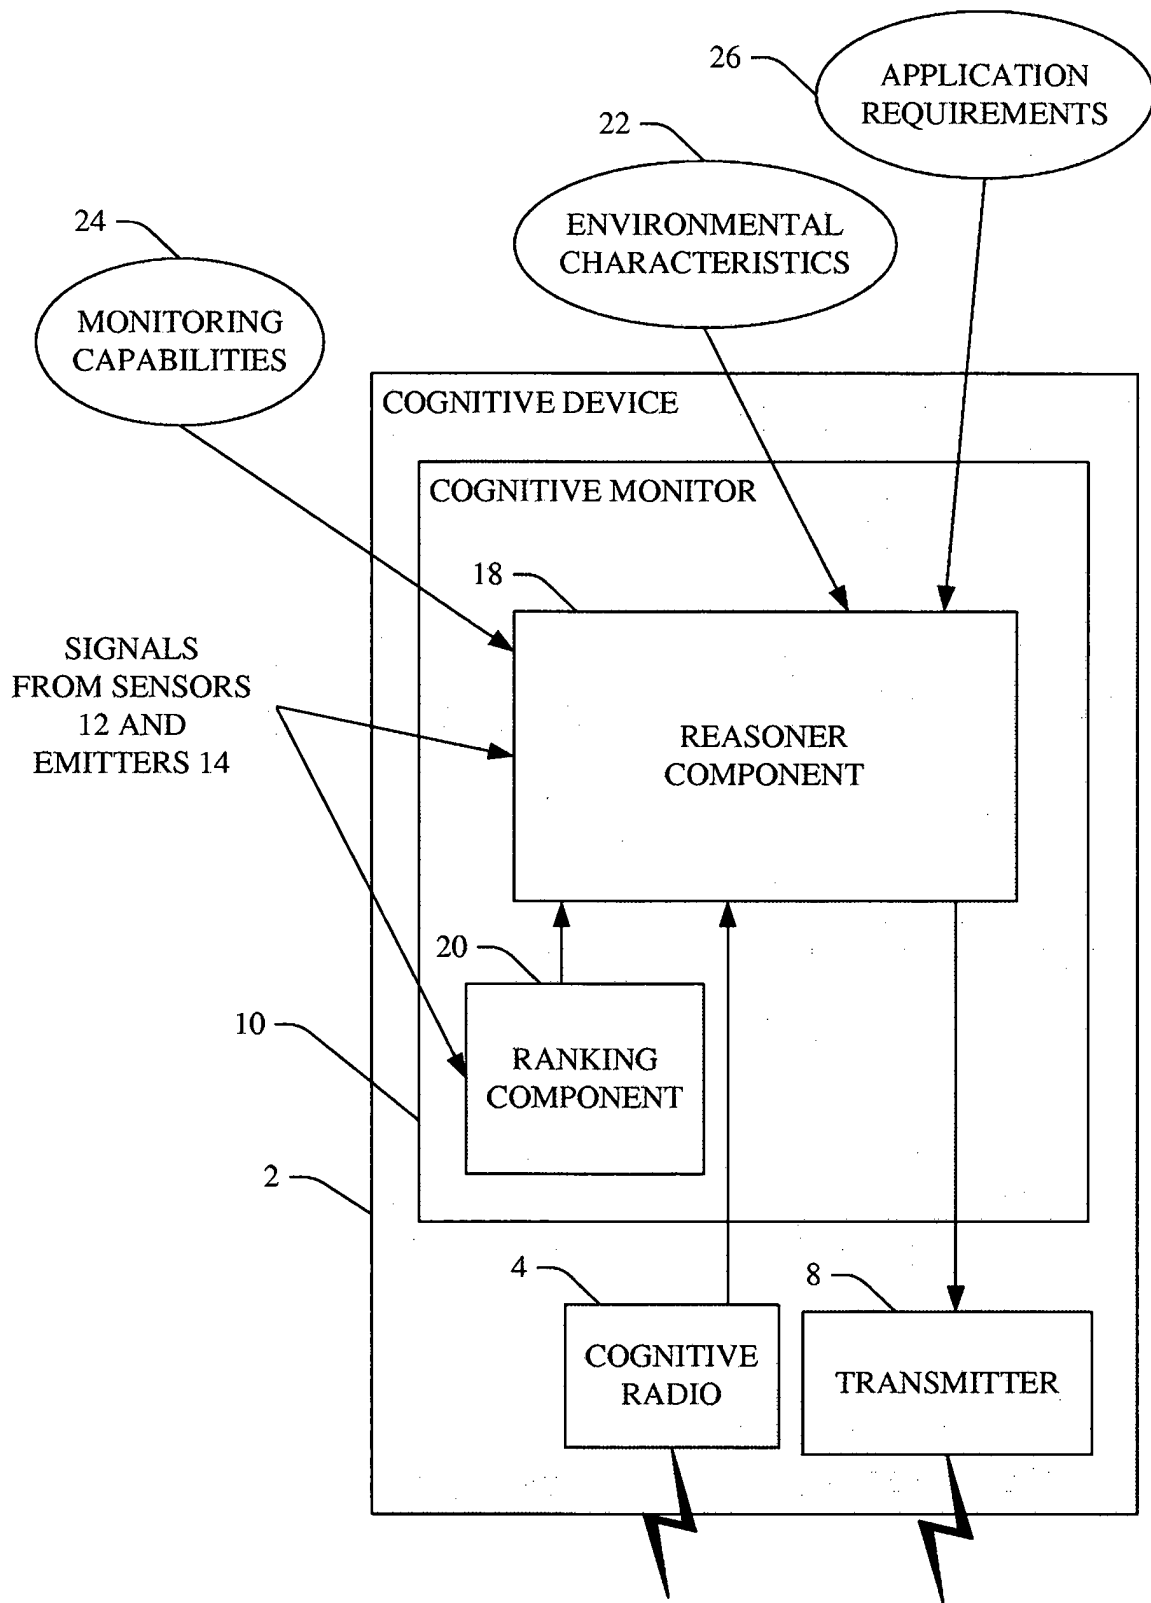 26
APPLICATION
REQUIREMENTS
22
ENVIRONMENTAL
CHARACTERISTICS
24
MONITORING
CAPABILITIES
COGNITIVE DEVICE
COGNITIVE MONITOR
18
SIGNALS
FROM SENSORS
12 AND
EMITTERS 14
REASONER
COMPONENT
20
10
RANKING
COMPONENT
2
4
8
COGNITIVE
RADIO
TRANSMITTER